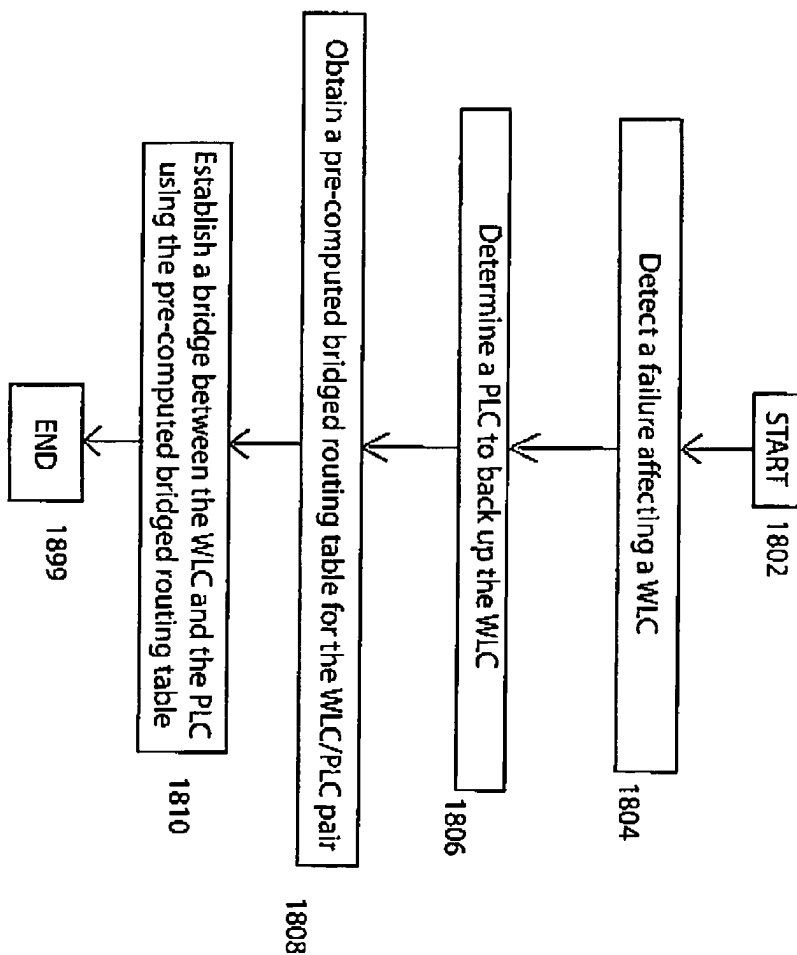 START
1802
Detect a failure affecting a WLC
1804
Determine a PLC to back up the WLC
1806
Obtain a pre-computed bridged routing table for the WLC/PLC pair
1808
Establish a bridge between the WLC and the PLC
using the pre-computed bridged routing table
1810
END
1899